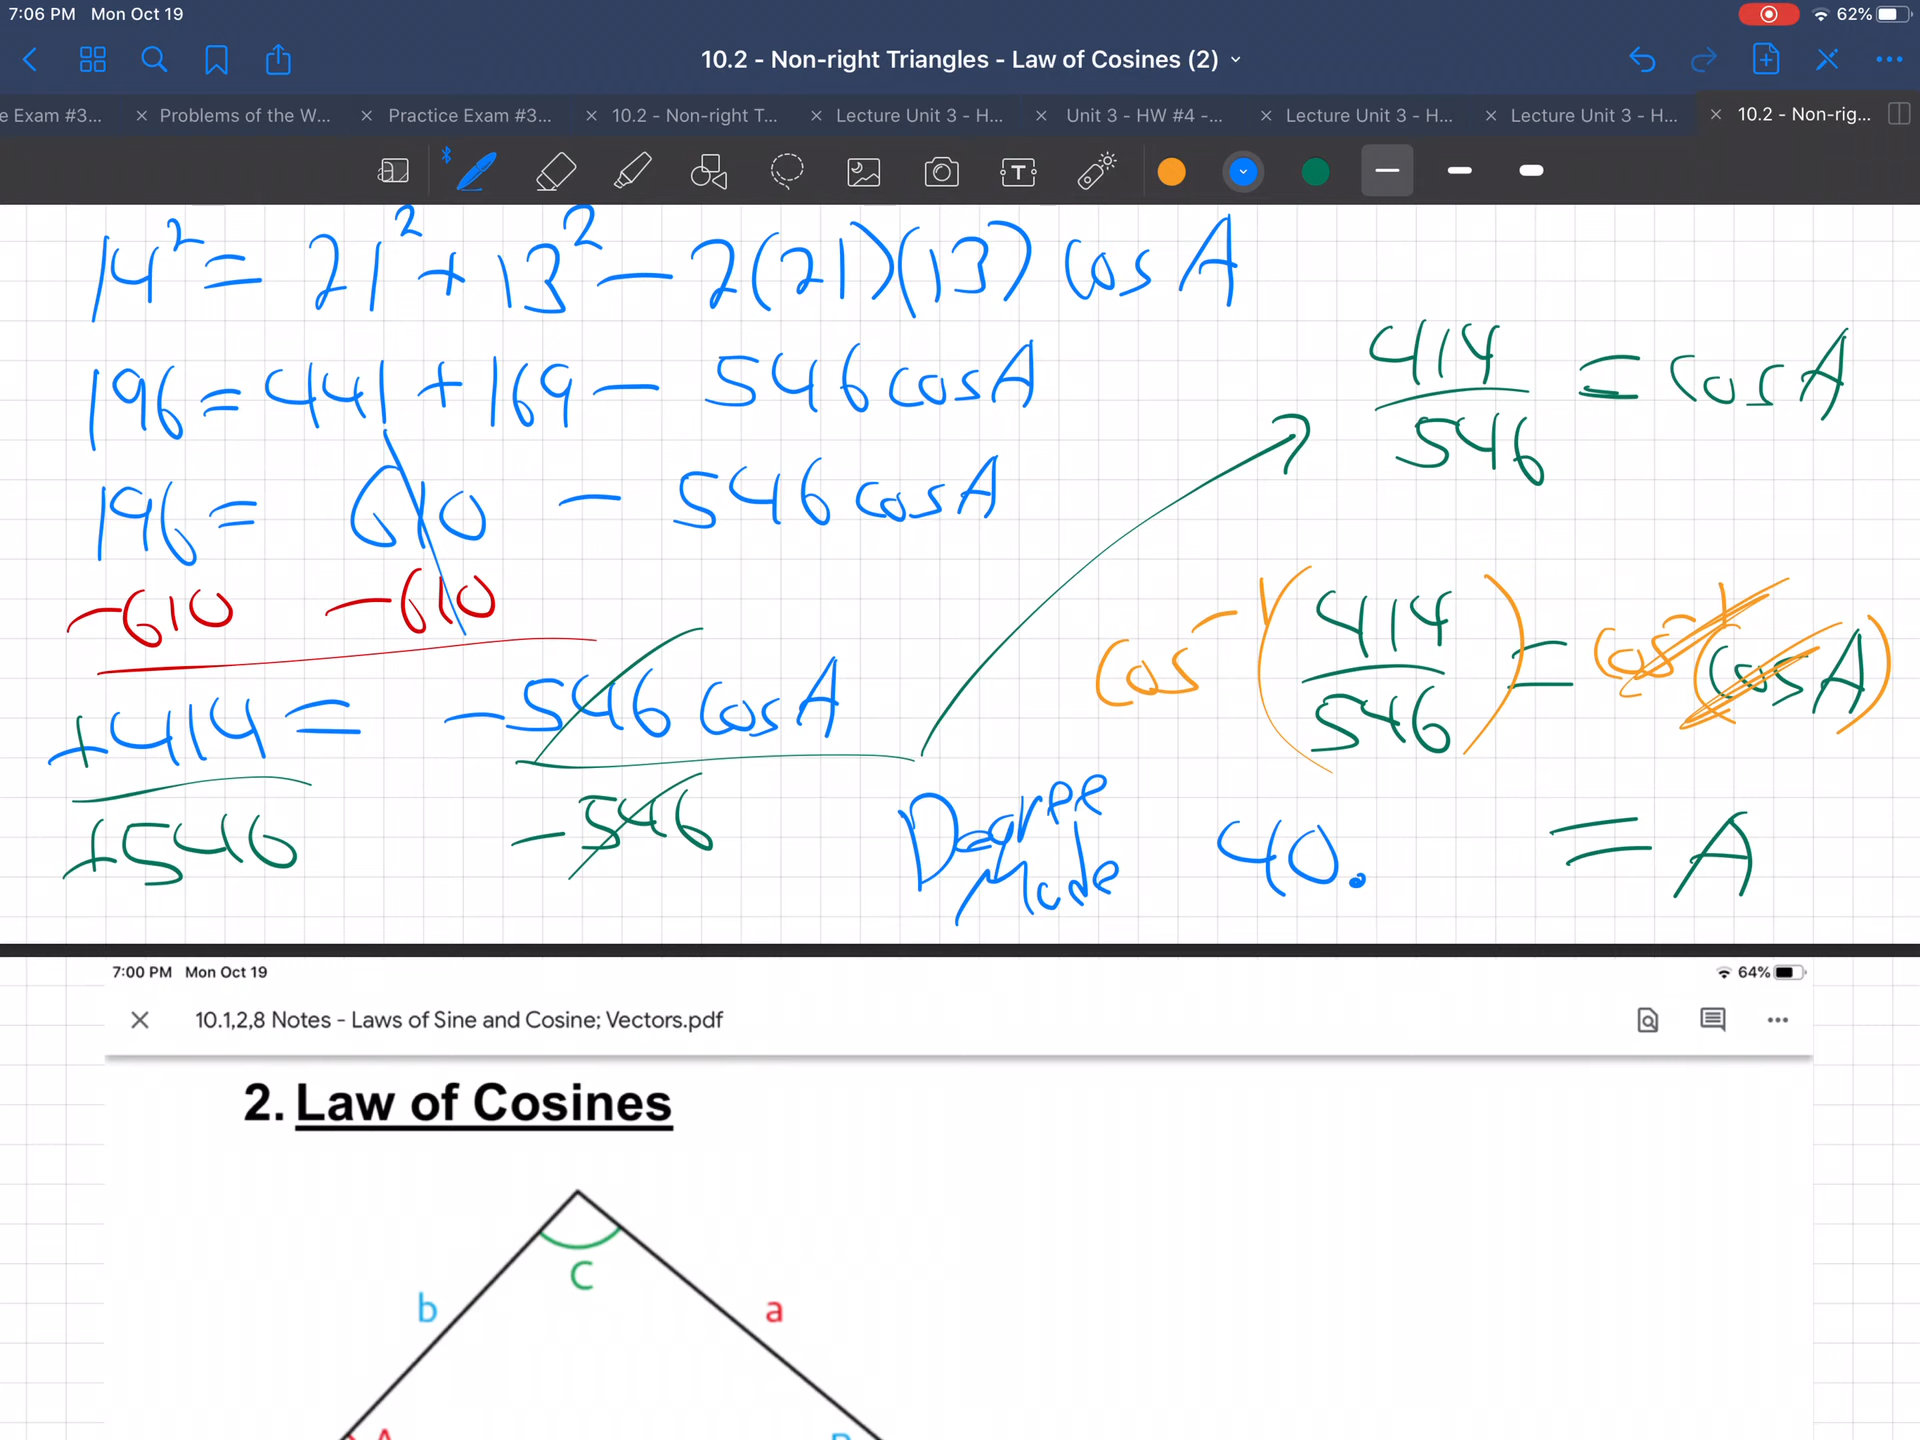 7:06 PM Mon Oct 19 62%
10.2 - Non-right Triangles - Law of Cosines (2)
e Exam #3... × Problems of the W... × Practice Exam #3... × 10.2 - Non-right T... × Lecture Unit 3 - H... × Unit 3 - HW #4 -... × Lecture Unit 3 - H... × Lecture Unit 3 - H... × 10.2 - Non-rig...
T
14² = 21² + 13² - 2(21)(13) cos A
196 = 441 + 169 - 546 cos A
196 = 610 - 546 cos A
-610 -610
+414 = -546 cos A
+546 -546
414/546 = cos A
cos⁻¹(414/546) = cos⁻¹(cos A)
Degree Mode 40. = A
7:00 PM Mon Oct 19 64%
× 10.1,2,8 Notes - Laws of Sine and Cosine; Vectors.pdf
2. Law of Cosines
C
b a
A B